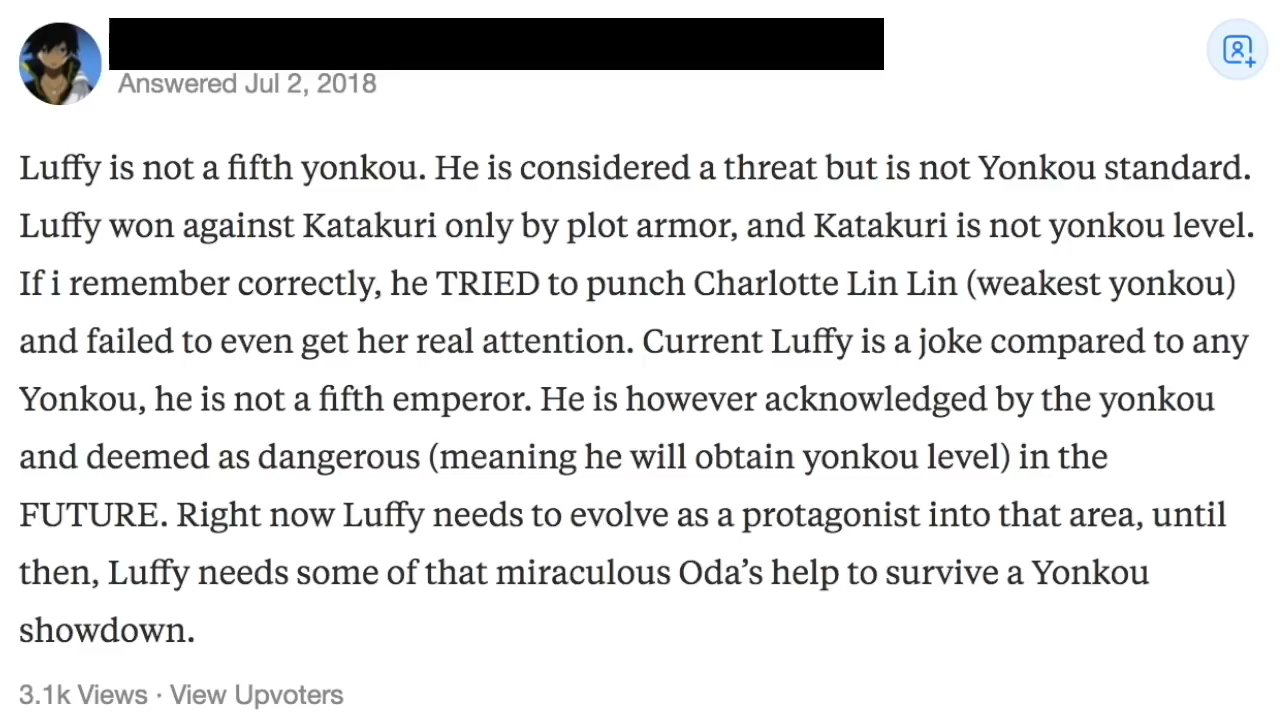 Answered Jul 2, 2018
Luffy is not a fifth yonkou. He is considered a threat but is not Yonkou standard.
Luffy won against Katakuri only by plot armor, and Katakuri is not yonkou level.
If i remember correctly, he TRIED to punch Charlotte Lin Lin (weakest yonkou)
and failed to even get her real attention. Current Luffy is a joke compared to any
Yonkou, he is not a fifth emperor. He is however acknowledged by the yonkou
and deemed as dangerous (meaning he will obtain yonkou level) in the
FUTURE. Right now Luffy needs to evolve as a protagonist into that area, until
then, Luffy needs some of that miraculous Oda’s help to survive a Yonkou
showdown.
3.1k Views · View Upvoters